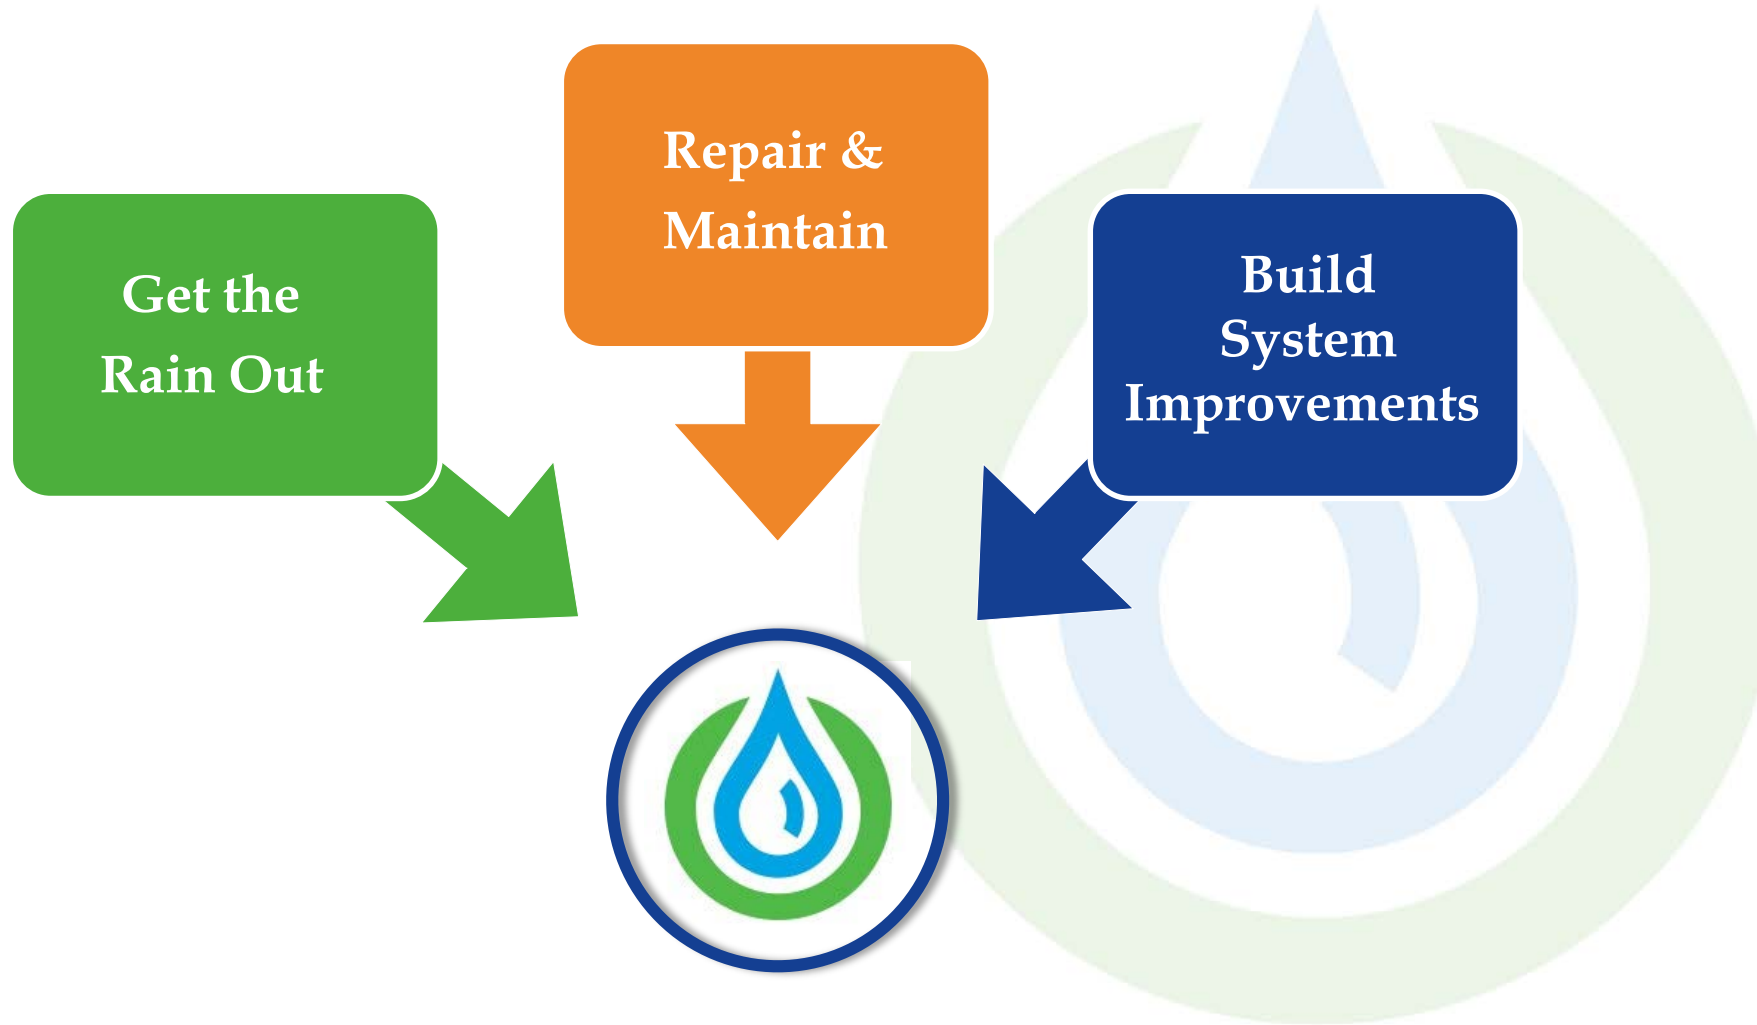 Get the
Rain Out
Repair &
Maintain
Build
System
Improvements